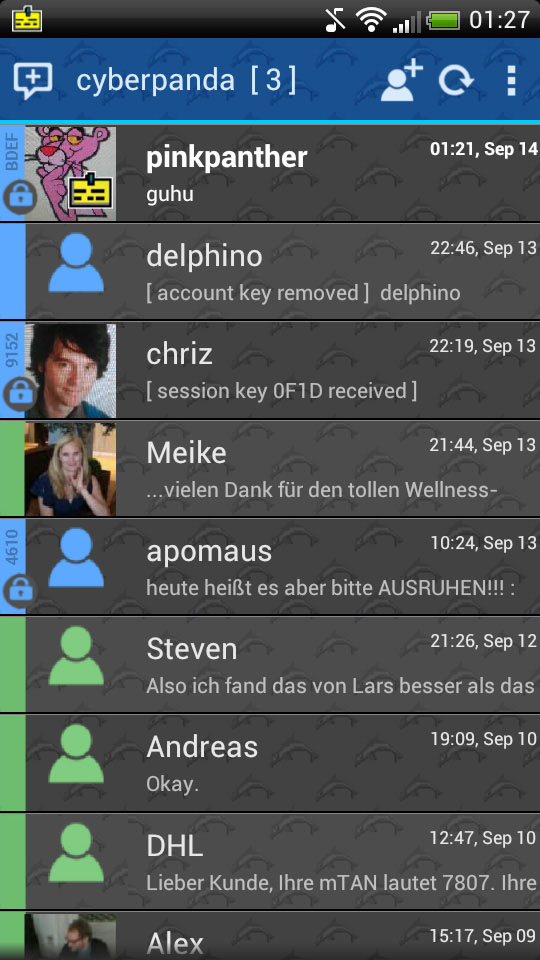 01:27
cyberpanda [ 3 ]
BDEF
pinkpanther
01:21, Sep 14
guhu
delphino
22:46, Sep 13
[ account key removed ] delphino
9152
chriz
22:19, Sep 13
[ session key 0F1D received ]
Meike
21:44, Sep 13
...vielen Dank für den tollen Wellness-
4610
apomaus
10:24, Sep 13
heute heißt es aber bitte AUSRUHEN!!! :
Steven
21:26, Sep 12
Also ich fand das von Lars besser als das
Andreas
19:09, Sep 10
Okay.
DHL
12:47, Sep 10
Lieber Kunde, Ihre mTAN lautet 7807. Ihre
Alex
15:17, Sep 09